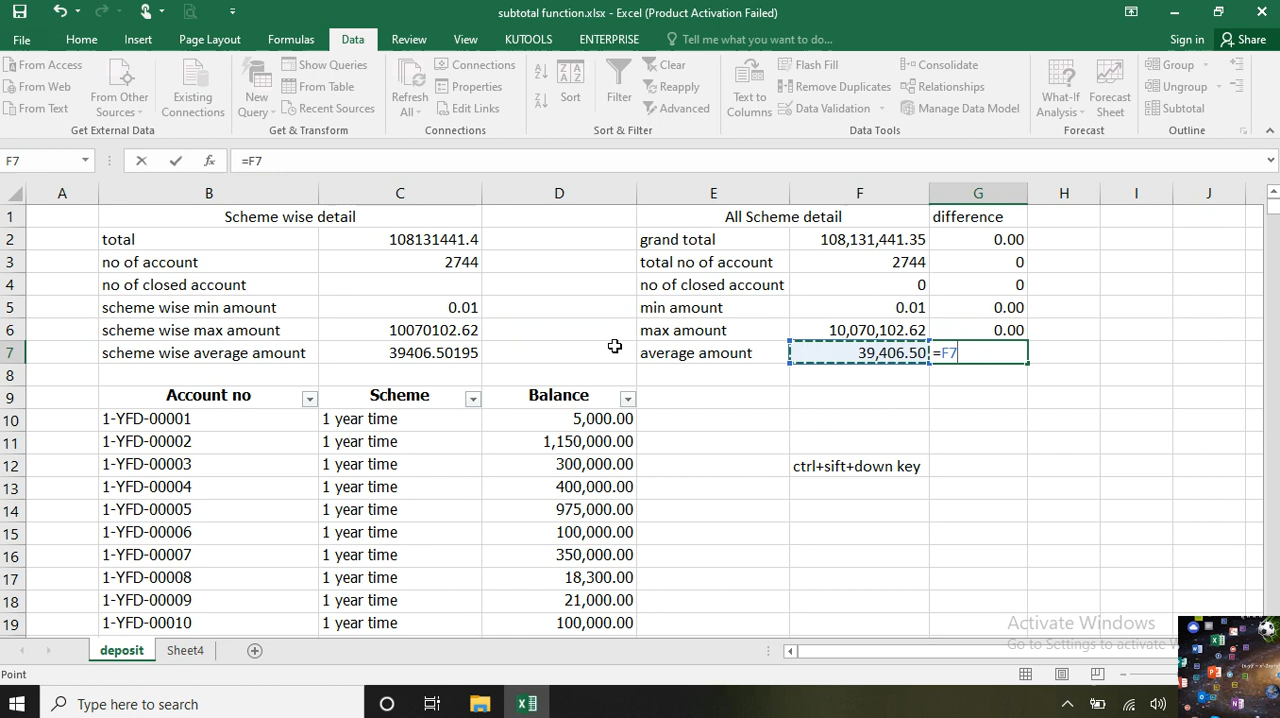 subtotal function.xlsx - Excel (Product Activation Failed)
File Home Insert Page Layout Formulas Data Review View KUTOOLS ENTERPRISE Tell me what you want to do... Sign in Share
From Access
From Web
From Text
From Other Sources
Existing Connections
Get External Data
New Query
Show Queries
From Table
Recent Sources
Get & Transform
Refresh All
Connections
Properties
Edit Links
Connections
Sort
Filter
Clear
Reapply
Advanced
Sort & Filter
Text to Columns
Flash Fill
Remove Duplicates
Data Validation
Consolidate
Relationships
Manage Data Model
Data Tools
What-If Analysis
Forecast Sheet
Forecast
Group
Ungroup
Subtotal
Outline
F7 fx =F7
A B C D E F G H I J
1 Scheme wise detail All Scheme detail difference
2 total 108131441.4 grand total 108,131,441.35 0.00
3 no of account 2744 total no of account 2744 0
4 no of closed account no of closed account 0 0
5 scheme wise min amount 0.01 min amount 0.01 0.00
6 scheme wise max amount 10070102.62 max amount 10,070,102.62 0.00
7 scheme wise average amount 39406.50195 average amount 39,406.50 =F7
8
9 Account no Scheme Balance
10 1-YFD-00001 1 year time 5,000.00
11 1-YFD-00002 1 year time 1,150,000.00
12 1-YFD-00003 1 year time 300,000.00 ctrl+sift+down key
13 1-YFD-00004 1 year time 400,000.00
14 1-YFD-00005 1 year time 975,000.00
15 1-YFD-00006 1 year time 100,000.00
16 1-YFD-00007 1 year time 350,000.00
17 1-YFD-00008 1 year time 18,300.00
18 1-YFD-00009 1 year time 21,000.00
19 1-YFD-00010 1 year time 100,000.00
Activate Windows
Go to Settings to activate
deposit Sheet4
Point
Type here to search